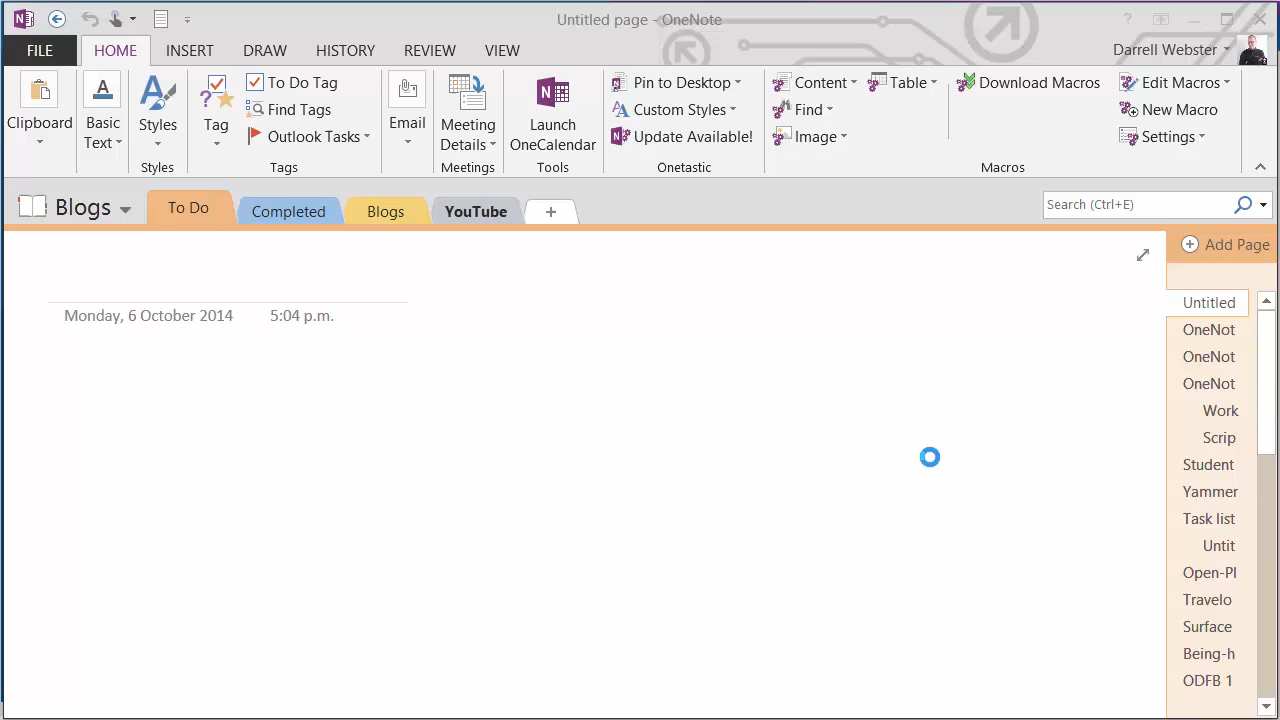 Untitled page - OneNote
FILE HOME INSERT DRAW HISTORY REVIEW VIEW Darrell Webster
Clipboard
Basic Text
Styles
Styles
Tag
To Do Tag
Find Tags
Outlook Tasks
Tags
Email
Meeting Details
Meetings
Launch OneCalendar
Tools
Pin to Desktop
Custom Styles
Update Available!
Onetastic
Content
Find
Image
Table
Download Macros
Edit Macros
New Macro
Settings
Macros
Blogs To Do Completed Blogs YouTube + Search (Ctrl+E)
Add Page
Monday, 6 October 2014 5:04 p.m.
Untitled
OneNot
OneNot
OneNot
Work
Scrip
Student
Yammer
Task list
Untit
Open-Pl
Travelo
Surface
Being-h
ODFB 1